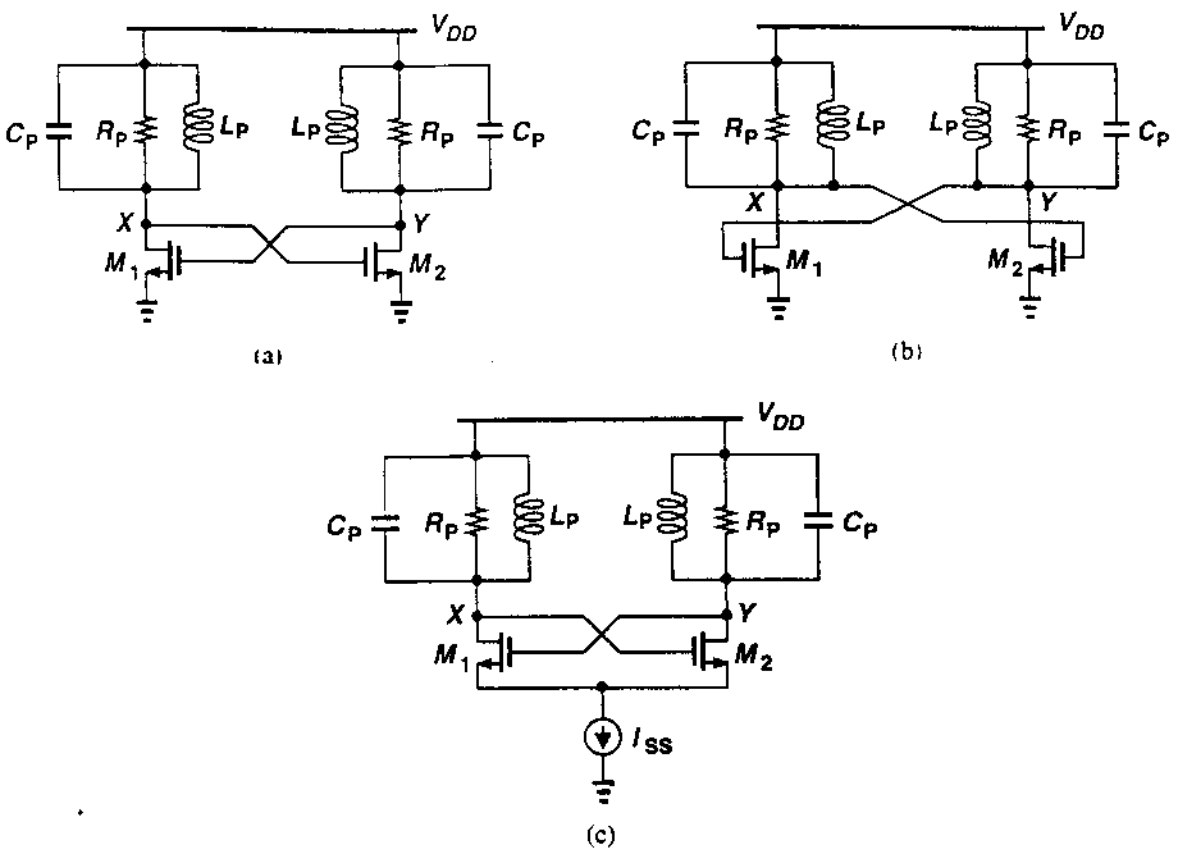 V_DD
C_P R_P L_P L_P R_P C_P
X Y
M_1 M_2
(a)
V_DD
C_P R_P L_P L_P R_P C_P
X Y
M_1 M_2
(b)
V_DD
C_P R_P L_P L_P R_P C_P
X Y
M_1 M_2
I_SS
(c)